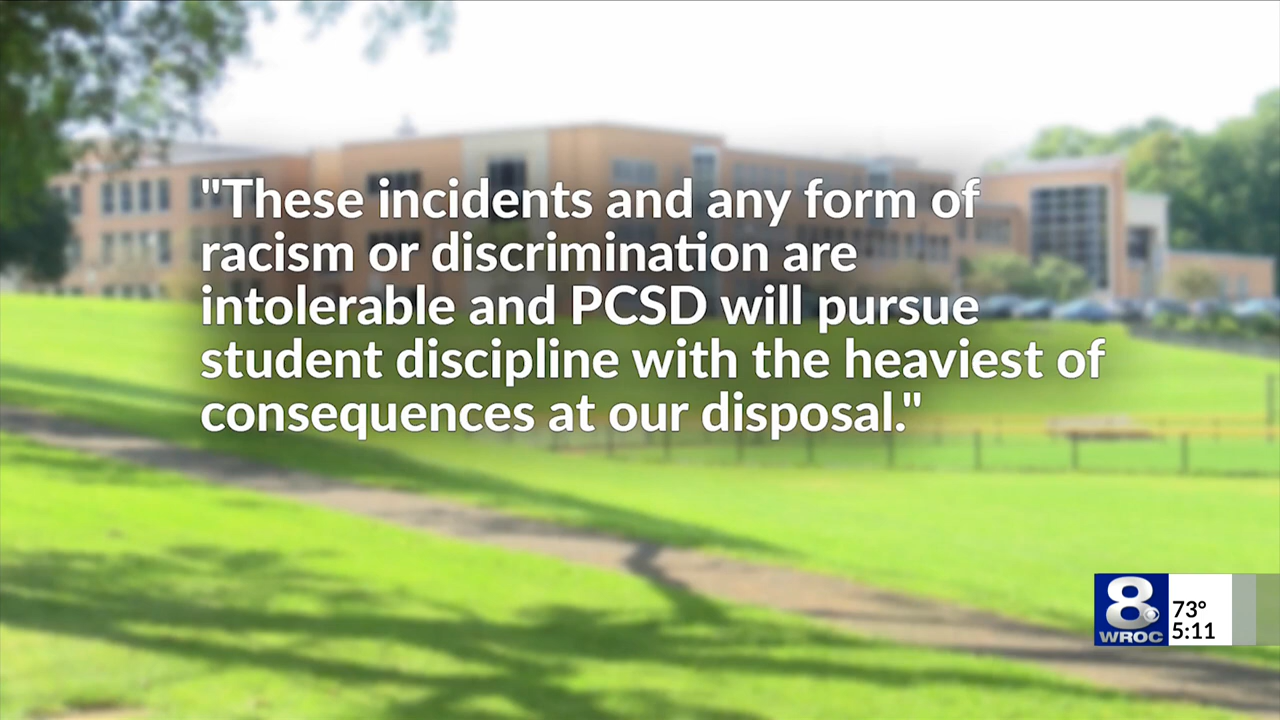 "These incidents and any form of
racism or discrimination are
intolerable and PCSD will pursue
student discipline with the heaviest of
consequences at our disposal."
8
WROC
73°
5:11